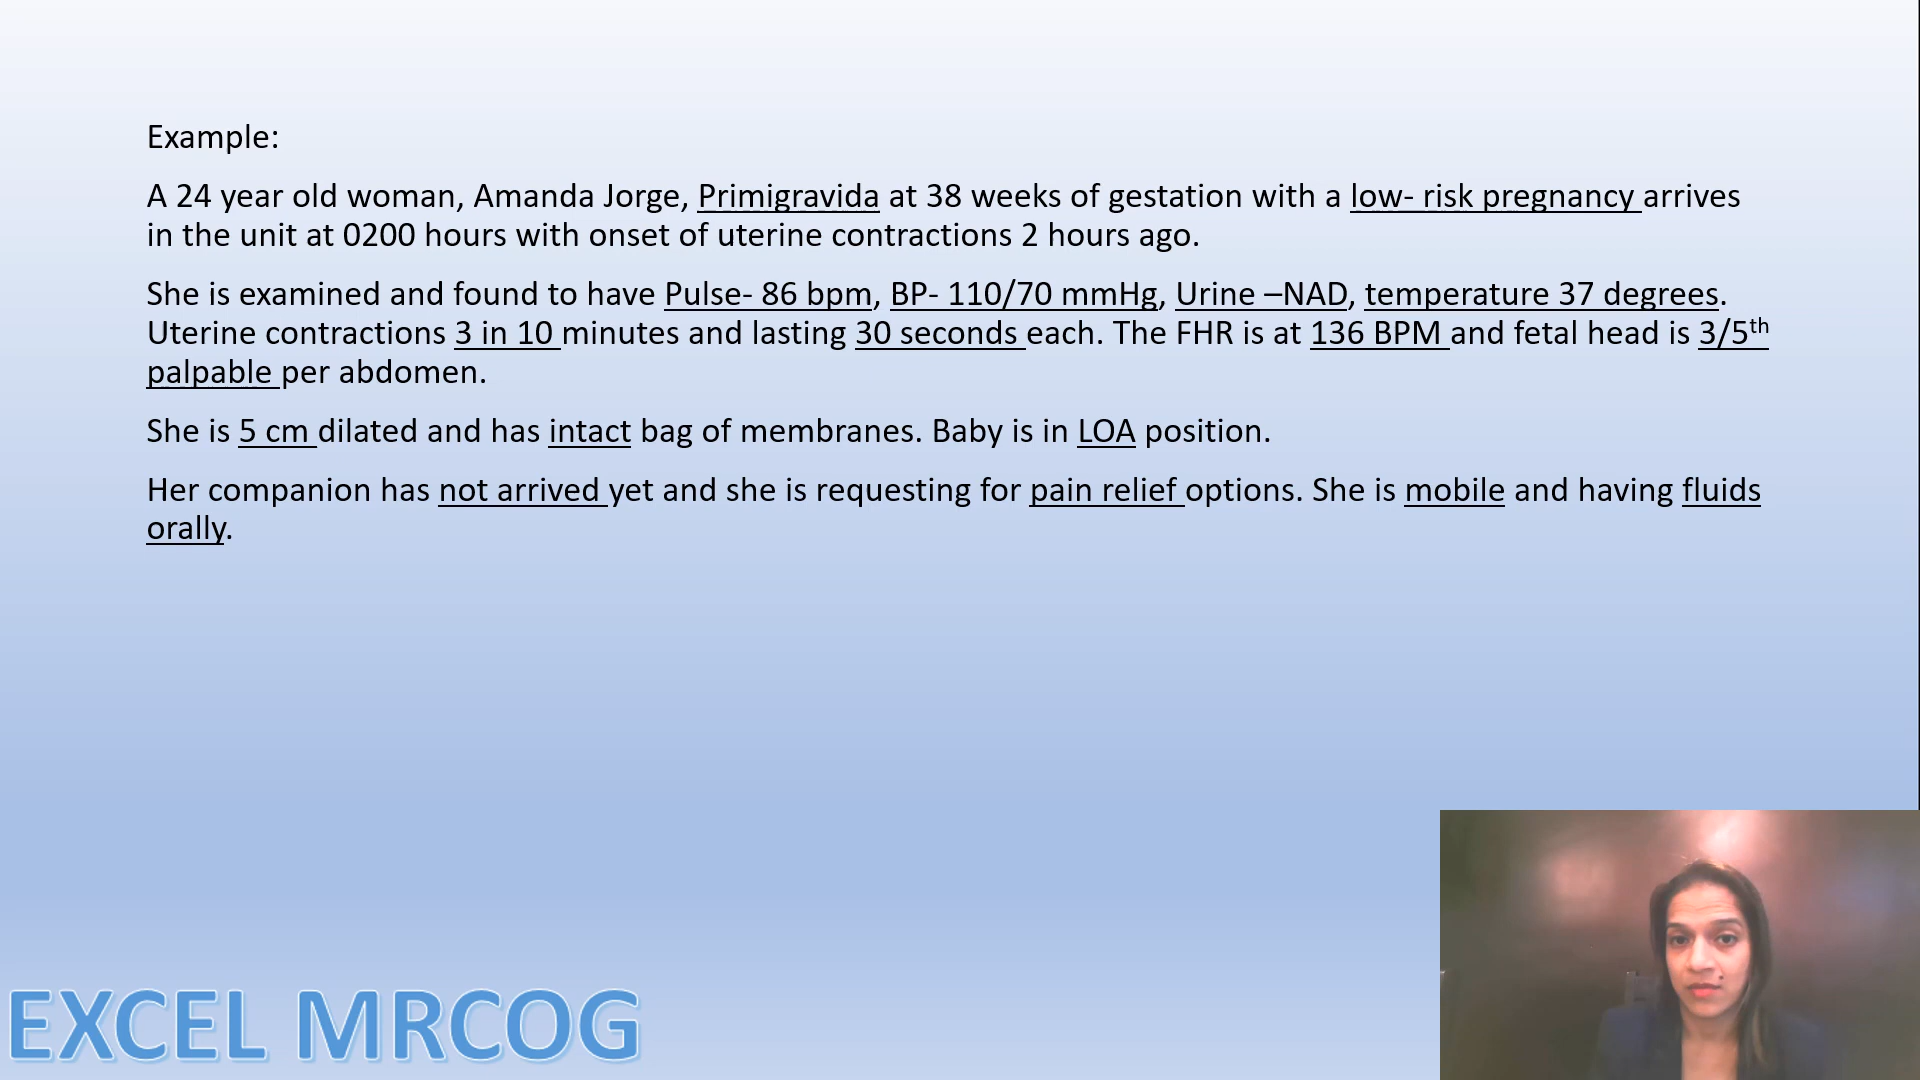 Example:
A 24 year old woman, Amanda Jorge, Primigravida at 38 weeks of gestation with a low- risk pregnancy arrives
in the unit at 0200 hours with onset of uterine contractions 2 hours ago.
She is examined and found to have Pulse- 86 bpm, BP- 110/70 mmHg, Urine –NAD, temperature 37 degrees.
Uterine contractions 3 in 10 minutes and lasting 30 seconds each. The FHR is at 136 BPM and fetal head is 3/5th
palpable per abdomen.
She is 5 cm dilated and has intact bag of membranes. Baby is in LOA position.
Her companion has not arrived yet and she is requesting for pain relief options. She is mobile and having fluids
orally.
EXCEL MRCOG